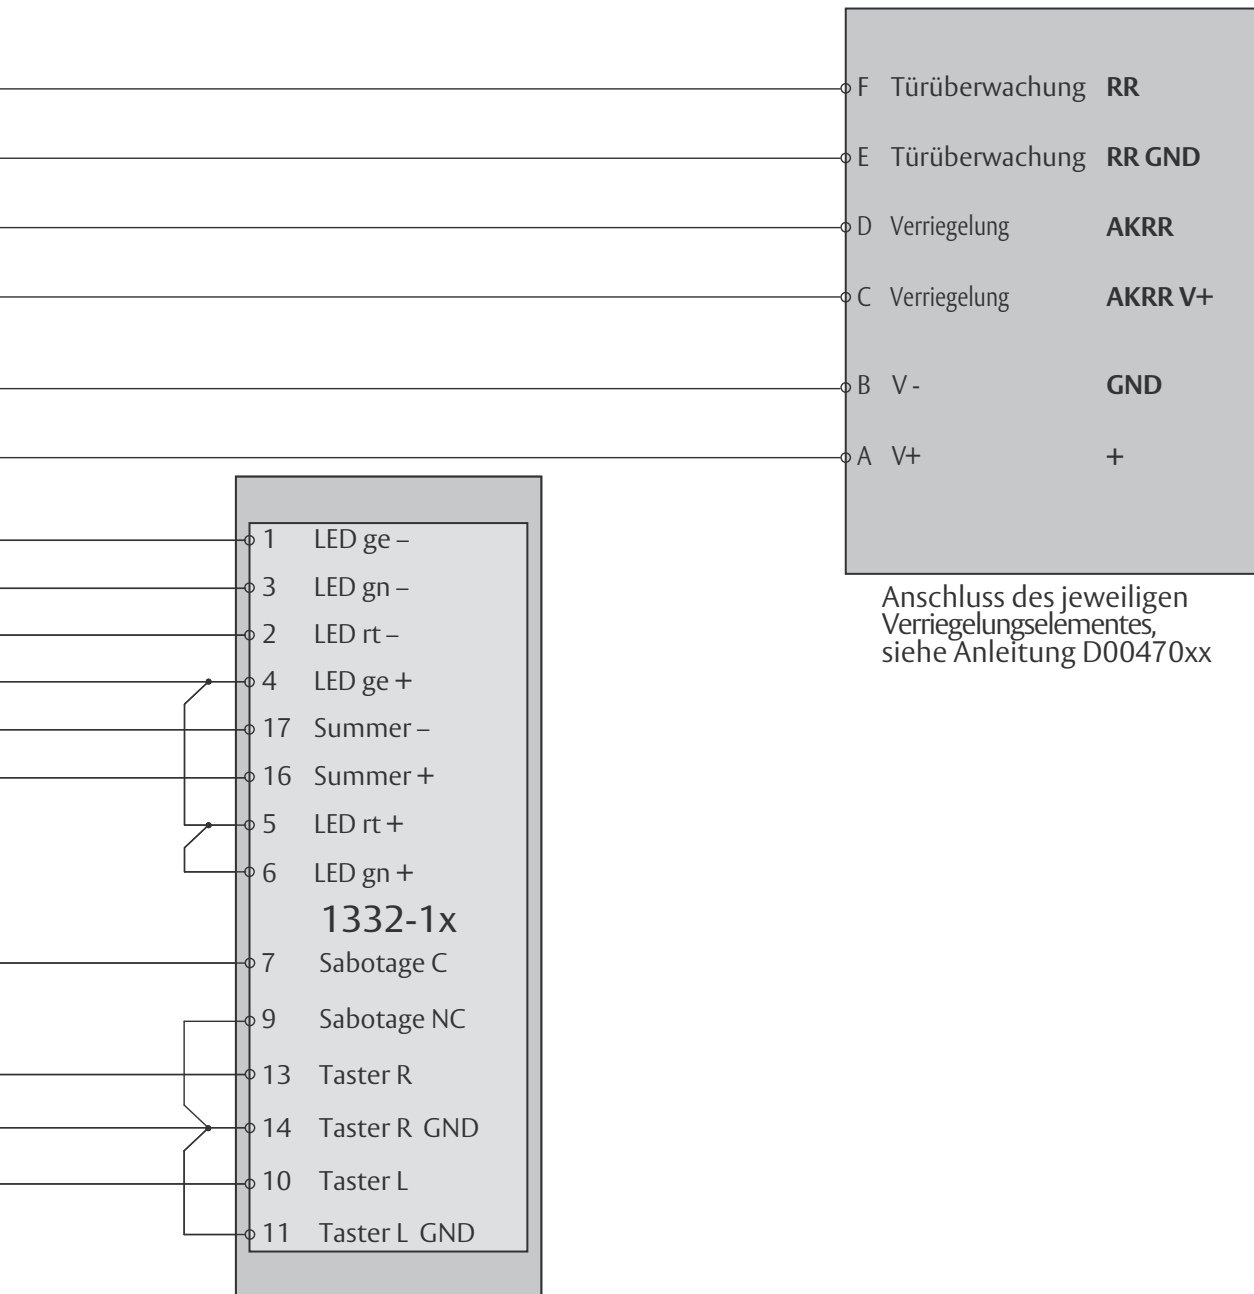 F Türüberwachung RR
E Türüberwachung RR GND
D Verriegelung AKRR
C Verriegelung AKRR V+
B V - GND
A V+ +
Anschluss des jeweiligen
Verriegelungselementes,
siehe Anleitung D00470xx
1 LED ge –
3 LED gn –
2 LED rt –
4 LED ge +
17 Summer –
16 Summer +
5 LED rt +
6 LED gn +
1332-1x
7 Sabotage C
9 Sabotage NC
13 Taster R
14 Taster R GND
10 Taster L
11 Taster L GND